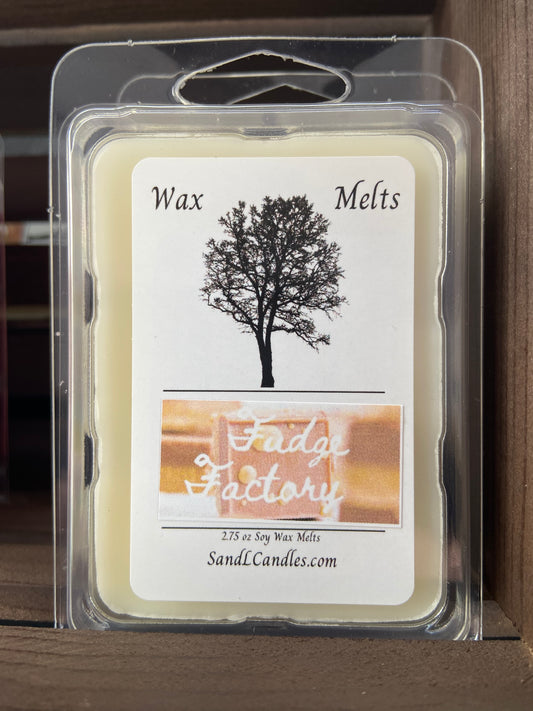 Wax Melts
Fudge
Factory
2.75 oz Soy Wax Melts
SandLCandles.com